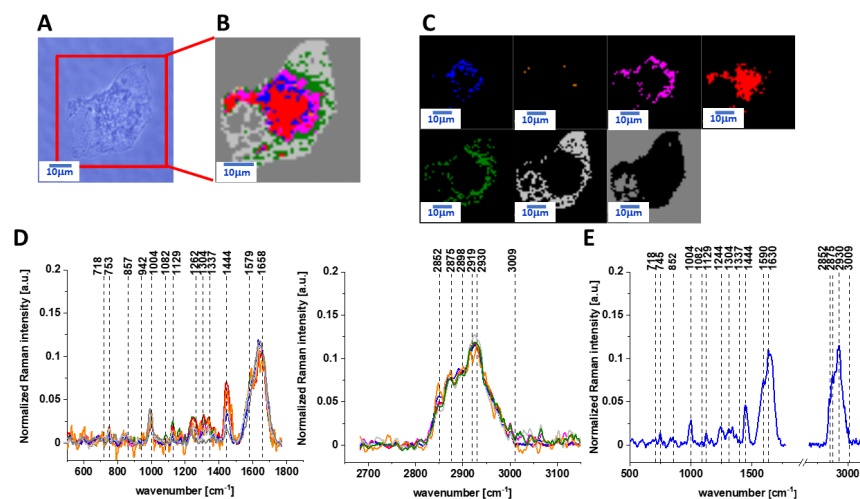 A
B
C
10μm
10μm
10μm
10μm
10μm
10μm
10μm
10μm
10μm
D
E
718
753
857
942
1004
1082
1129
1262
1304
1337
1444
1579
1658
2852
2875
2899
2919
2930
3009
718
745
852
1004
1082
1129
1244
1304
1337
1444
1590
1630
2852
2875
2930
3009
0.2
0.15
0.1
0.05
0
Normalized Raman intensity [a.u.]
600 800 1000 1200 1400 1600 1800
wavenumber [cm⁻¹]
0.2
0.15
0.1
0.05
0
Normalized Raman intensity [a.u.]
2700 2800 2900 3000 3100
wavenumber [cm⁻¹]
0.2
0.15
0.1
0.05
0
Normalized Raman intensity [a.u.]
500 1000 1500 3000
wavenumber [cm⁻¹]